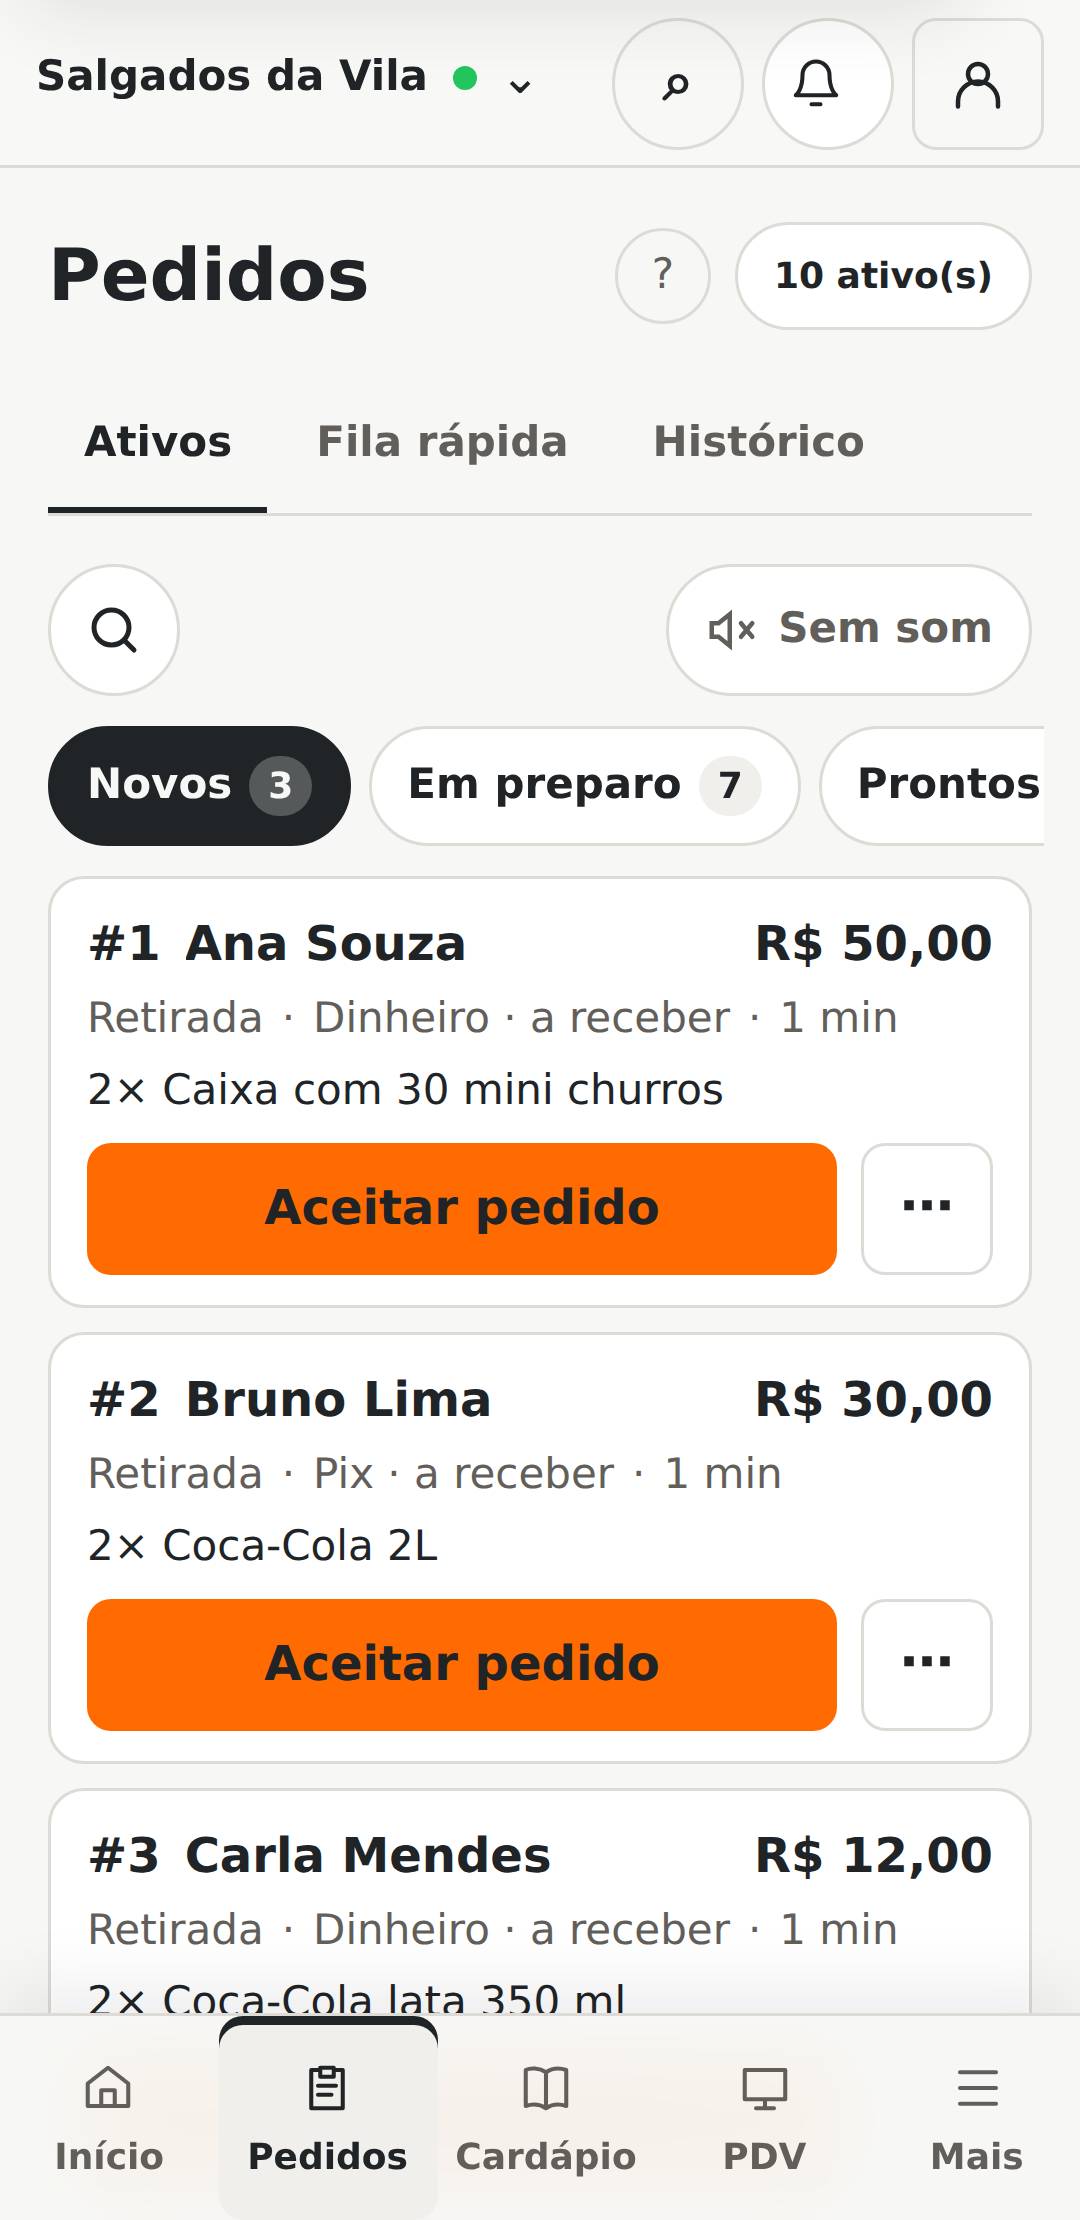 Salgados da Vila
Pedidos
?
10 ativo(s)
Ativos
Fila rápida
Histórico
Sem som
Novos 3
Em preparo 7
Prontos
#1 Ana Souza R$ 50,00
Retirada · Dinheiro · a receber · 1 min
2× Caixa com 30 mini churros
Aceitar pedido
#2 Bruno Lima R$ 30,00
Retirada · Pix · a receber · 1 min
2× Coca-Cola 2L
Aceitar pedido
#3 Carla Mendes R$ 12,00
Retirada · Dinheiro · a receber · 1 min
2× Coca-Cola lata 350 ml
Início
Pedidos
Cardápio
PDV
Mais